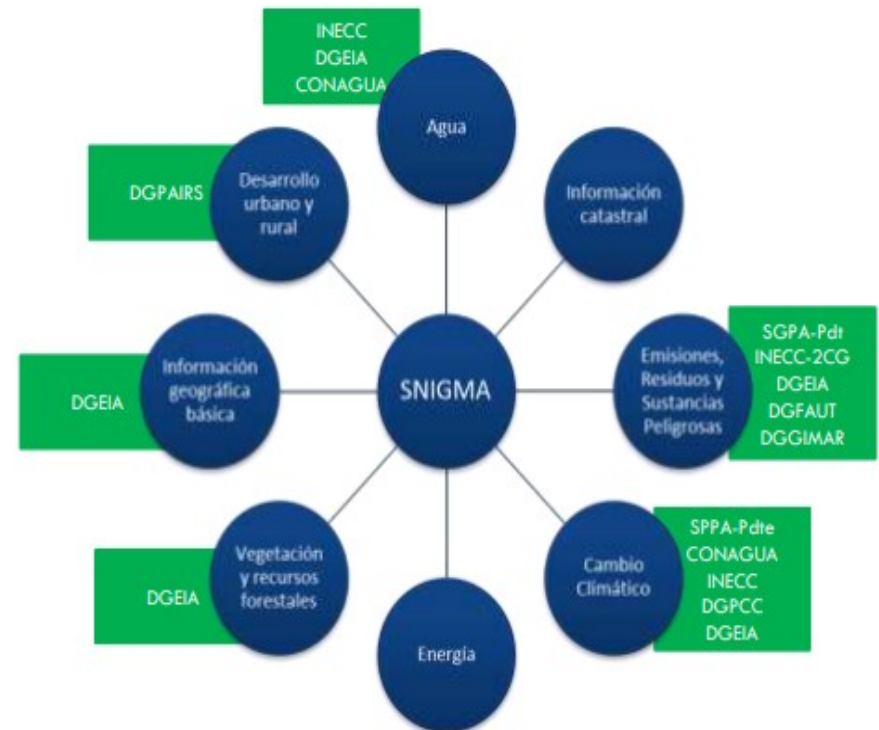 INECC
DGEIA
CONAGUA
Agua
DGPAIRS
Desarrollo
urbano y
rural
Información
catastral
DGEIA
Información
geográfica
básica
SNIGMA
Emisiones,
Residuos y
Sustancias
Peligrosas
SGPA-Pdt
INECC-2CG
DGEIA
DGFAUT
DGGIMAR
DGEIA
Vegetación
y recursos
forestales
Energía
Cambio
Climático
SPPA-Pdte
CONAGUA
INECC
DGPCC
DGEIA